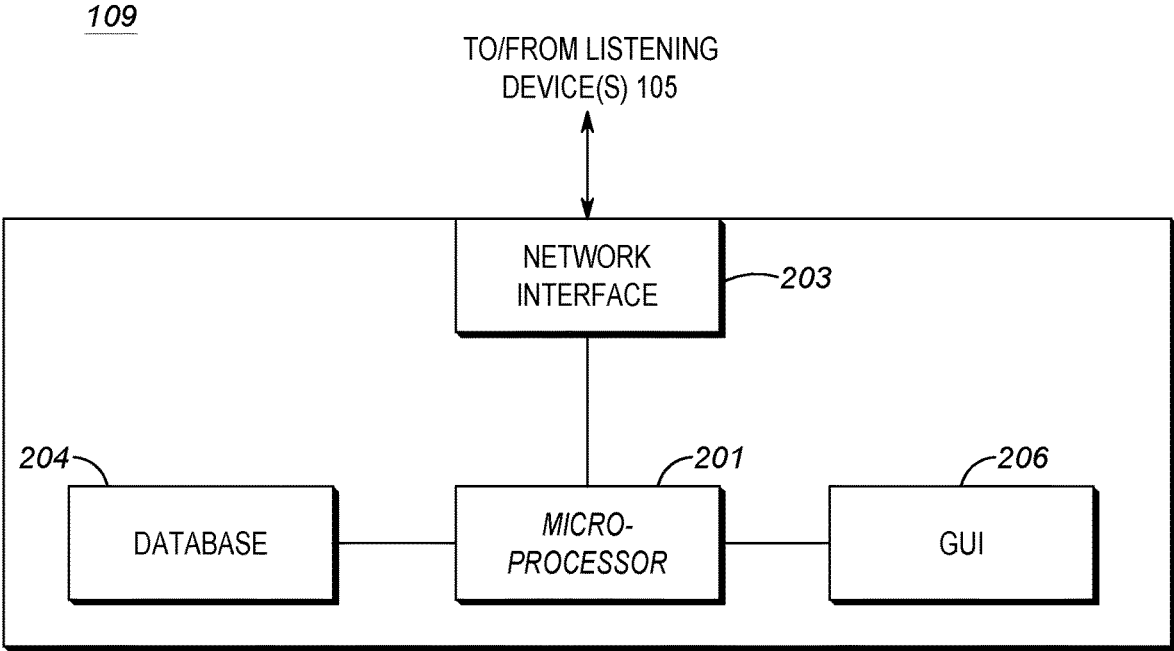 109
TO/FROM LISTENING
DEVICE(S) 105
NETWORK
INTERFACE
203
204
201
206
DATABASE
MICRO-
PROCESSOR
GUI